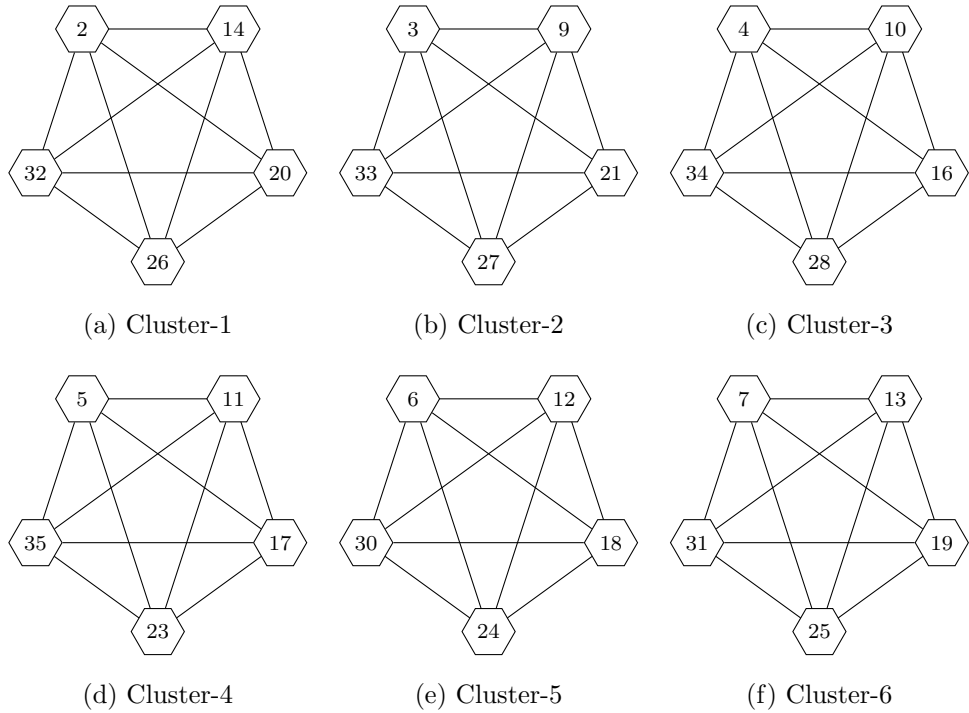 2 14 3 9 4 10
32 20 33 21 34 16
26 27 28
(a) Cluster-1 (b) Cluster-2 (c) Cluster-3
5 11 6 12 7 13
35 17 30 18 31 19
23 24 25
(d) Cluster-4 (e) Cluster-5 (f) Cluster-6